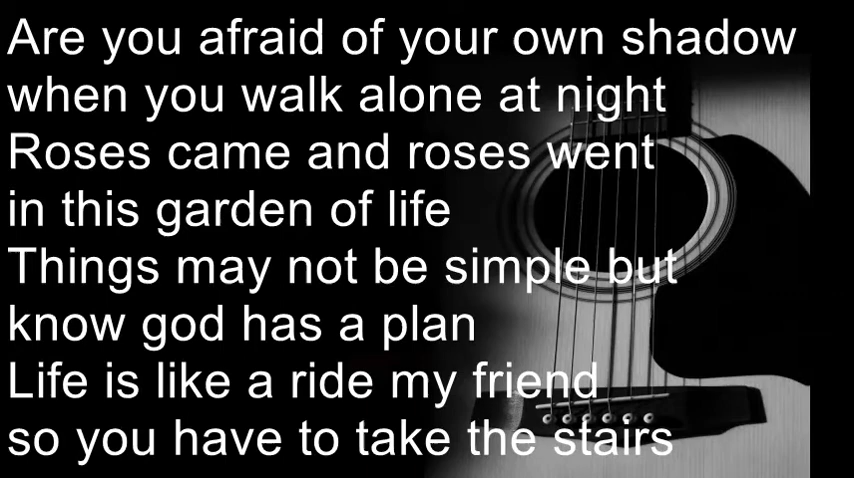 Are you afraid of your own shadow
when you walk alone at night
Roses came and roses went
in this garden of life
Things may not be simple but
know god has a plan
Life is like a ride my friend
so you have to take the stairs